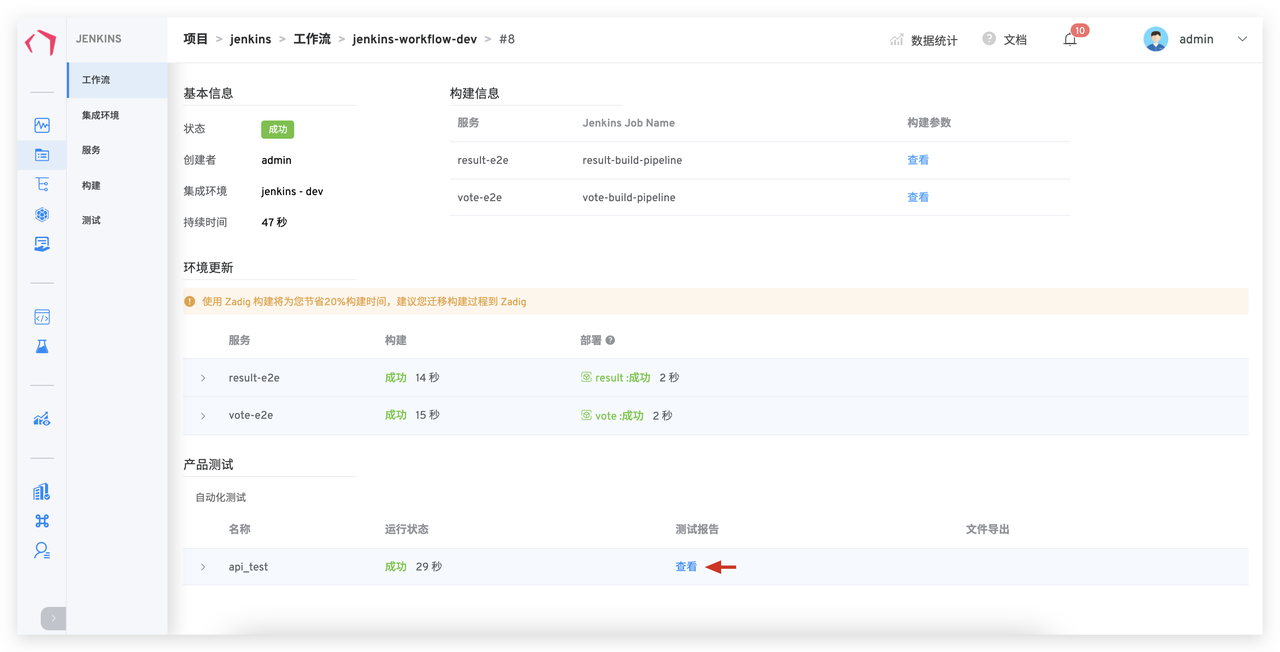 JENKINS
项目 > jenkins > 工作流 > jenkins-workflow-dev > #8
数据统计
文档
10
admin
工作流
集成环境
服务
构建
测试
基本信息
状态 成功
创建者 admin
集成环境 jenkins - dev
持续时间 47 秒
构建信息
服务 Jenkins Job Name 构建参数
result-e2e result-build-pipeline 查看
vote-e2e vote-build-pipeline 查看
环境更新
使用 Zadig 构建将为您节省20%构建时间，建议您迁移构建过程到 Zadig
服务 构建 部署
result-e2e 成功 14 秒 result :成功 2 秒
vote-e2e 成功 15 秒 vote :成功 2 秒
产品测试
自动化测试
名称 运行状态 测试报告 文件导出
api_test 成功 29 秒 查看